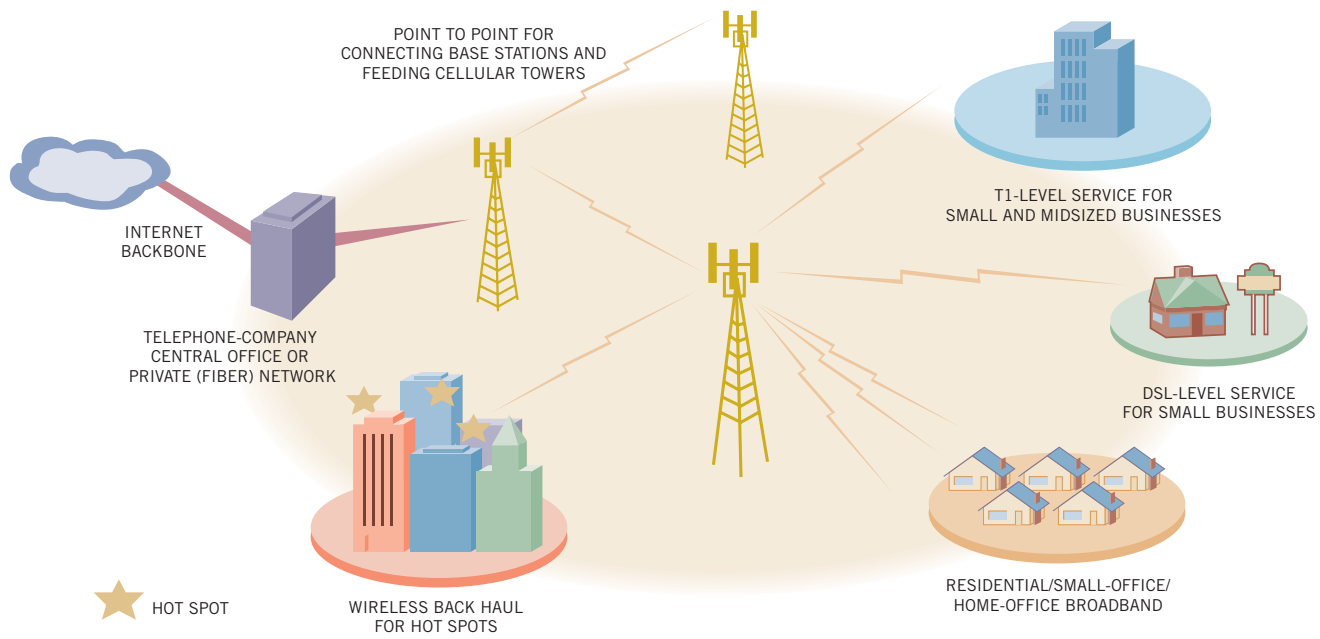 POINT TO POINT FOR
CONNECTING BASE STATIONS AND
FEEDING CELLULAR TOWERS
T1-LEVEL SERVICE FOR
SMALL AND MIDSIZED BUSINESSES
INTERNET
BACKBONE
TELEPHONE-COMPANY
CENTRAL OFFICE OR
PRIVATE (FIBER) NETWORK
DSL-LEVEL SERVICE
FOR SMALL BUSINESSES
RESIDENTIAL/SMALL-OFFICE/
HOME-OFFICE BROADBAND
HOT SPOT
WIRELESS BACK HAUL
FOR HOT SPOTS